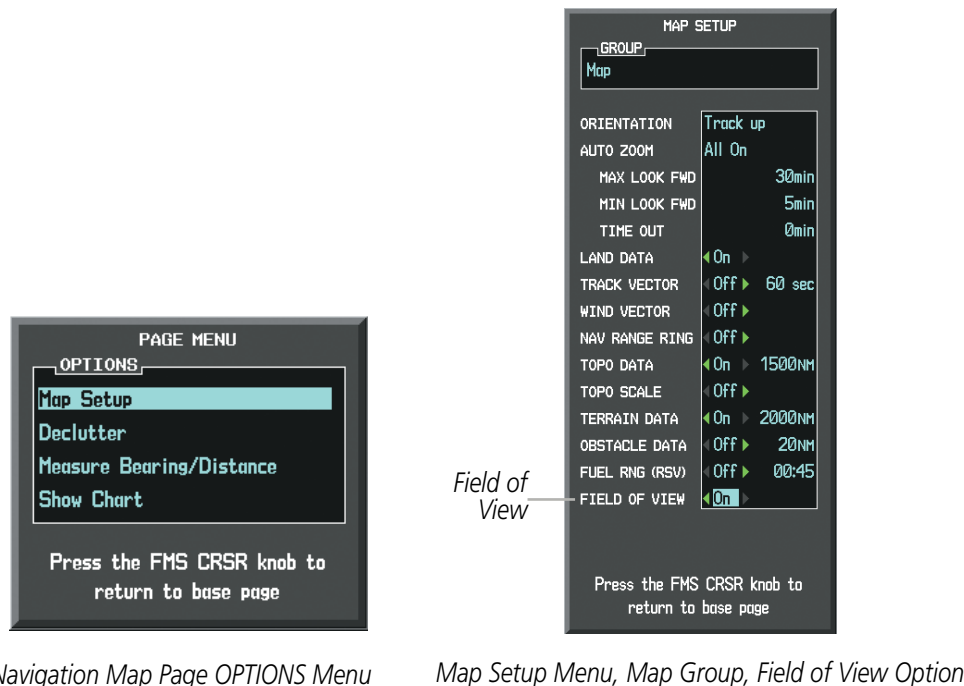 PAGE MENU
OPTIONS
Map Setup
Declutter
Measure Bearing/Distance
Show Chart
Press the FMS CRSR knob to
return to base page
Navigation Map Page OPTIONS Menu
MAP SETUP
GROUP
Map
ORIENTATION Track up
AUTO ZOOM All On
MAX LOOK FWD 30min
MIN LOOK FWD 5min
TIME OUT 0min
LAND DATA On
TRACK VECTOR Off 60 sec
WIND VECTOR Off
NAV RANGE RING Off
TOPO DATA On 1500NM
TOPO SCALE Off
TERRAIN DATA On 2000NM
OBSTACLE DATA Off 20NM
FUEL RNG (RSV) Off 00:45
FIELD OF VIEW On
Field of
View
Press the FMS CRSR knob to
return to base page
Map Setup Menu, Map Group, Field of View Option